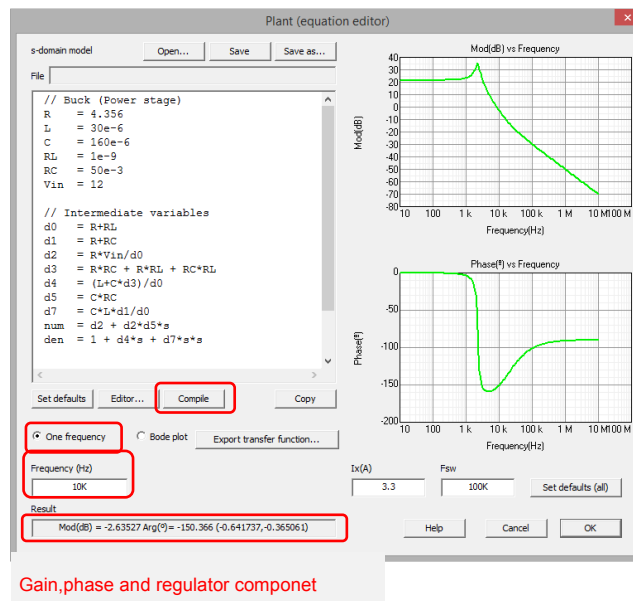 Plant (equation editor)
×
s-domain model
Open...
Save
Save as...
File
// Buck (Power stage)
R = 4.356
L = 30e-6
C = 160e-6
RL = 1e-9
RC = 50e-3
Vin = 12
// Intermediate variables
d0 = R+RL
d1 = R+RC
d2 = R*Vin/d0
d3 = R*RC + R*RL + RC*RL
d4 = (L+C*d3)/d0
d5 = C*RC
d7 = C*L*d1/d0
num = d2 + d2*d5*s
den = 1 + d4*s + d7*s*s
Set defaults
Editor...
Compile
Copy
One frequency
Bode plot
Export transfer function...
Frequency (Hz)
10K
Result
Mod(dB) = -2.63527 Arg(º)= -150.366 (-0.641737,-0.365061)
Mod(dB) vs Frequency
Mod(dB)
40
30
20
10
0
-10
-20
-30
-40
-50
-60
-70
-80
10 100 1 k 10 k 100 k 1 M 10 M100 M
Frequency(Hz)
Phase(º) vs Frequency
Phase(º)
0
-50
-100
-150
-200
10 100 1 k 10 k 100 k 1 M 10 M100 M
Frequency(Hz)
Ix(A)
3.3
Fsw
100K
Set defaults (all)
Help
Cancel
OK
Gain,phase and regulator componet